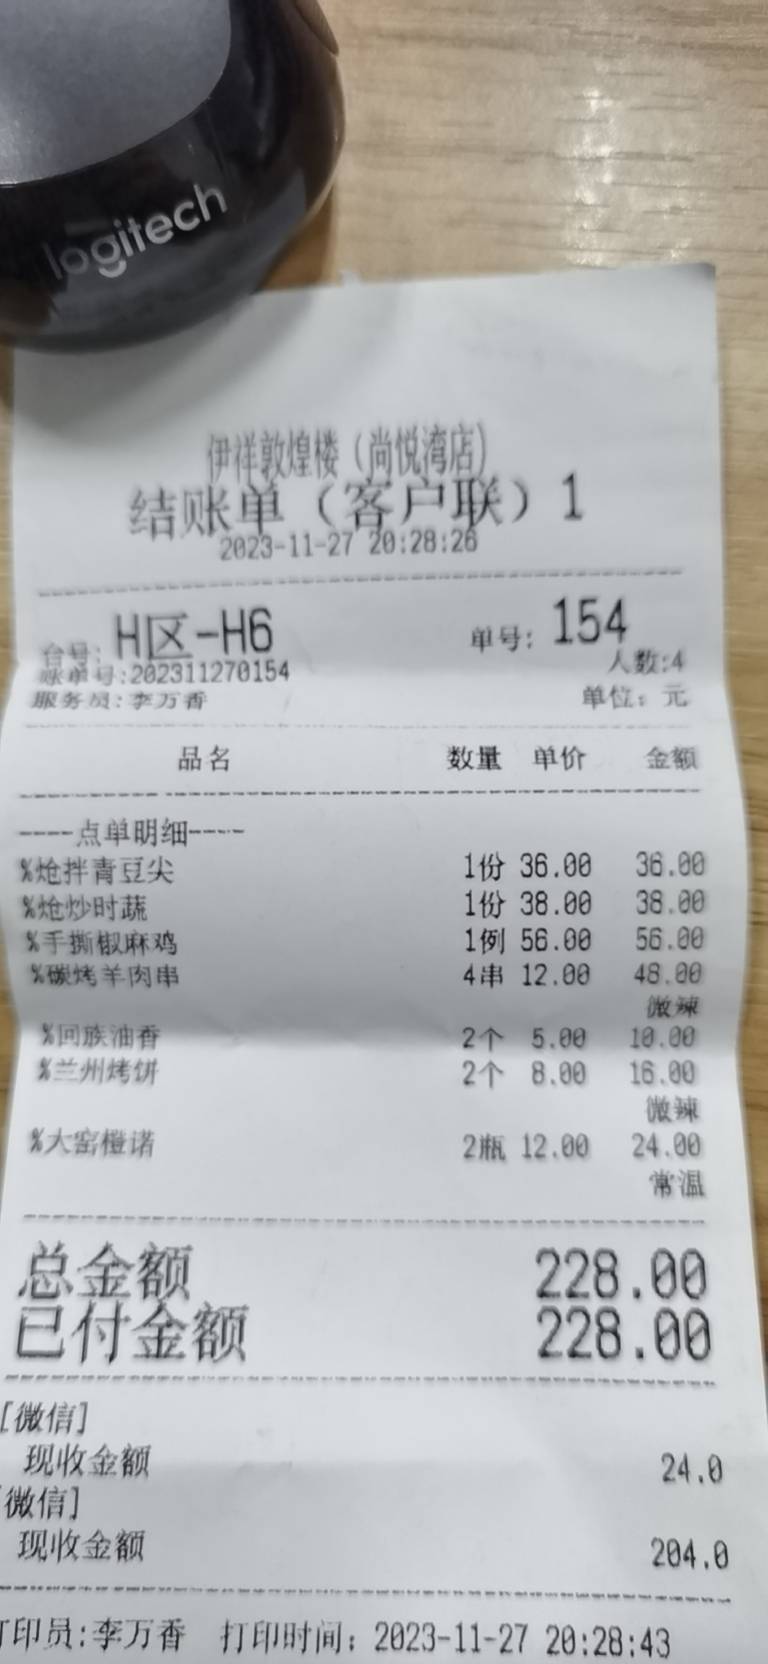 logitech
伊祥敦煌楼（尚悦湾店）
结账单（客户联）1
2023-11-27 20:28:26
台号: H区-H6 单号: 154
人数:4
账单号:202311270154
服务员:李万香 单位: 元
品名 数量 单价 金额
----点单明细----
%炝拌青豆尖 1份 36.00 36.00
%炝炒时蔬 1份 38.00 38.00
%手撕椒麻鸡 1例 56.00 56.00
%碳烤羊肉串 4串 12.00 48.00
微辣
%回族油香 2个 5.00 10.00
%兰州烤饼 2个 8.00 16.00
微辣
%大窑橙诺 2瓶 12.00 24.00
常温
总金额 228.00
已付金额 228.00
[微信]
现收金额 24.0
[微信]
现收金额 204.0
打印员:李万香 打印时间: 2023-11-27 20:28:43